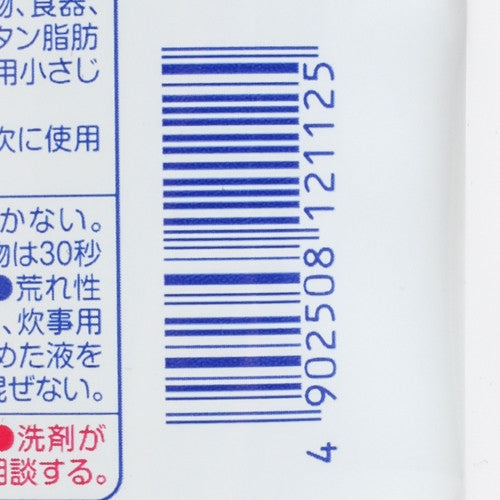 物、食器、
タン脂肪
用小さじ
次に使用
かない。
物は30秒
●荒れ性
、炊事用
めた液を
混ぜない。
●洗剤が
相談する。
4 902508 121125